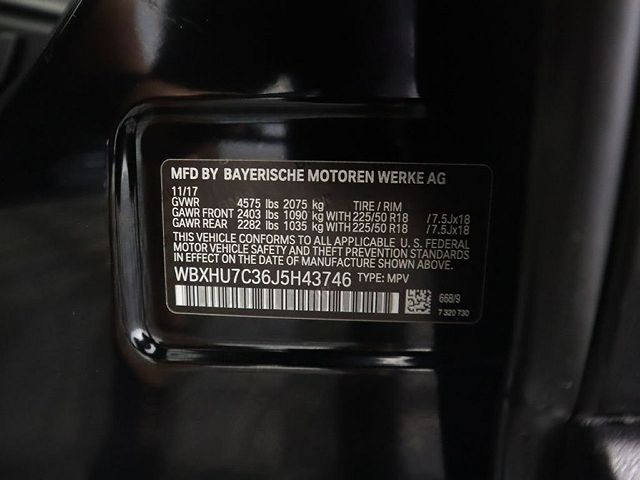 MFD BY BAYERISCHE MOTOREN WERKE AG
11/17
GVWR 4575 lbs 2075 kg TIRE / RIM
GAWR FRONT 2403 lbs 1090 kg WITH 225/50 R18 /7.5Jx18
GAWR REAR 2282 lbs 1035 kg WITH 225/50 R18 /7.5Jx18
THIS VEHICLE CONFORMS TO ALL APPLICABLE U. S. FEDERAL
MOTOR VEHICLE SAFETY AND THEFT PREVENTION STANDARDS
IN EFFECT ON THE DATE OF MANUFACTURE SHOWN ABOVE.
WBXHU7C36J5H43746 TYPE: MPV
668/9
7 320 730